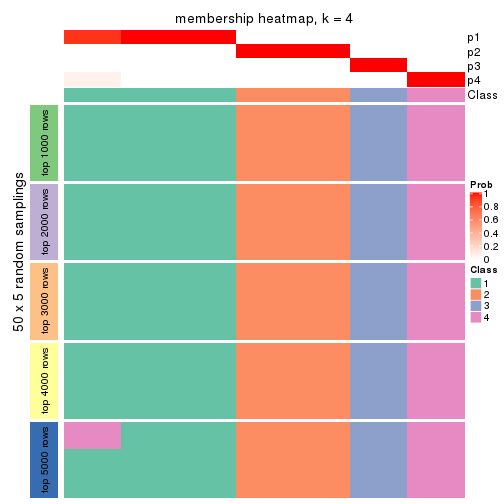 membership heatmap, k = 4
p1
p2
p3
p4
Class
50 x 5 random samplings
top 1000 rows
top 2000 rows
top 3000 rows
top 4000 rows
top 5000 rows
Prob
1
0.8
0.6
0.4
0.2
0
Class
1
2
3
4